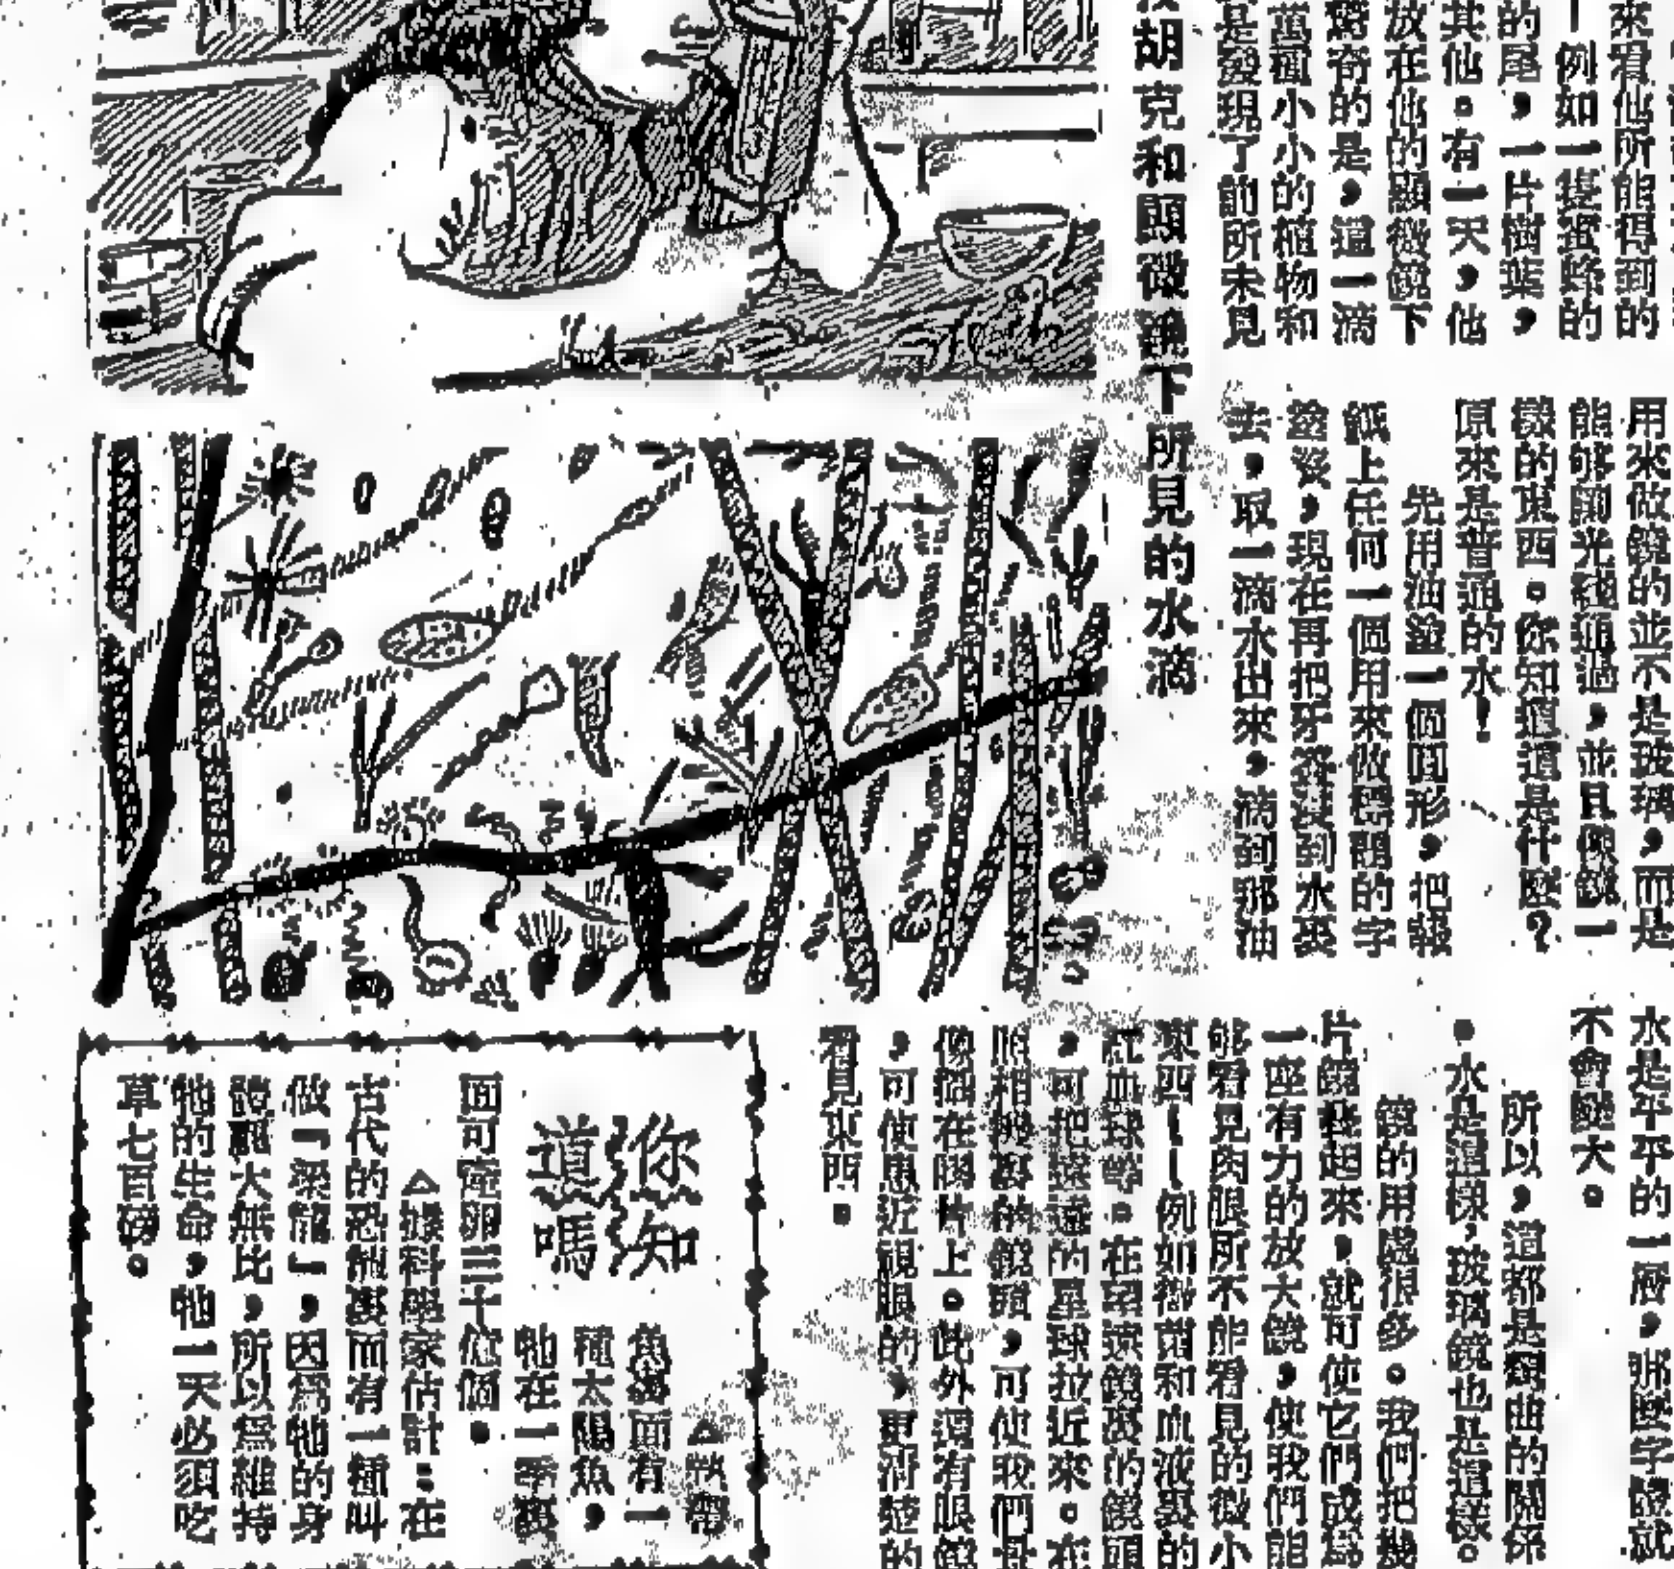 來看他所能得到的
一例如一隻蜜蜂的
的尾，一片樹葉，
其他。有一天，他
放在他的顯微鏡下
驚奇的是，這一滴
萬種小小的植物和
是發現了前所未見
胡克和顯微鏡下所見的水滴
用來做鏡的並不是玻璃，而是
能够讓光綫通過，並且像鏡一
樣的東西。你知道這是什麼？
原來是普通的水！
先用油塗一個圓形，把報
紙上任何一個用來做標題的字
塗滿，現在再把牙簽浸到水裏
去，取一滴水出來，滴到那油
水是平平的一層，那麼字體就
不會變大。
所以，這都是彎曲的關係
。水是這樣，玻璃鏡也是這樣。
鏡的用處很多。我們把幾
片鏡叠起來，就可使它們成爲
一座有力的放大鏡，使我們能
够看見肉眼所不能看見的微小
東西——例如微菌和血液裏的
紅血球等。在望遠鏡裏的鏡頭
，可把遙遠的星球拉近來。在
照相機裏的鏡頭，可使我們
像攝在膠片上。此外還有眼鏡
，可使患近視眼的，更清楚的
看見東西。
你知
道嗎
△熱帶
魚裏面有一
種太陽魚，
牠在一季裏
面可產卵三十億個。
△據科學家估計：在
古代的恐龍裏而有一種叫
做「梁龍」，因爲牠的身
體龐大無比，所以爲維持
牠的生命，牠一天必須吃
草七百磅。